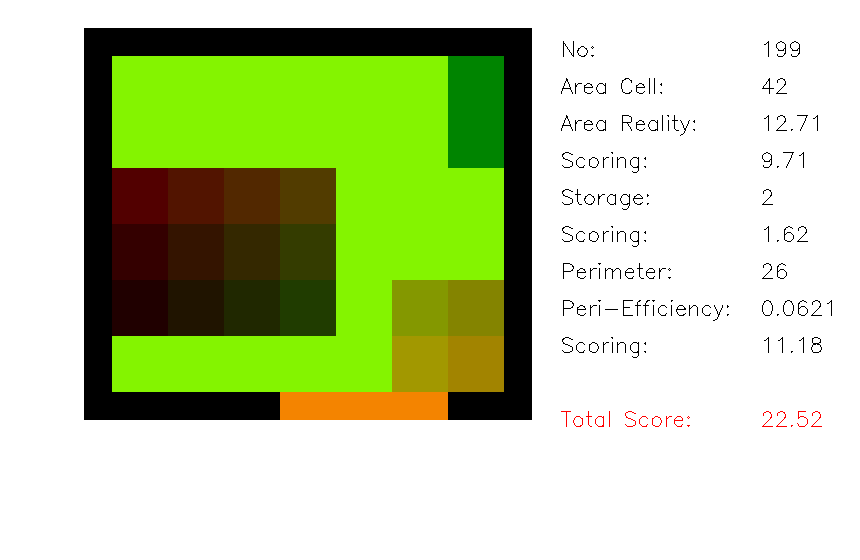 No: 199
Area Cell: 42
Area Reality: 12.71
Scoring: 9.71
Storage: 2
Scoring: 1.62
Perimeter: 26
Peri-Efficiency: 0.0621
Scoring: 11.18
Total Score: 22.52